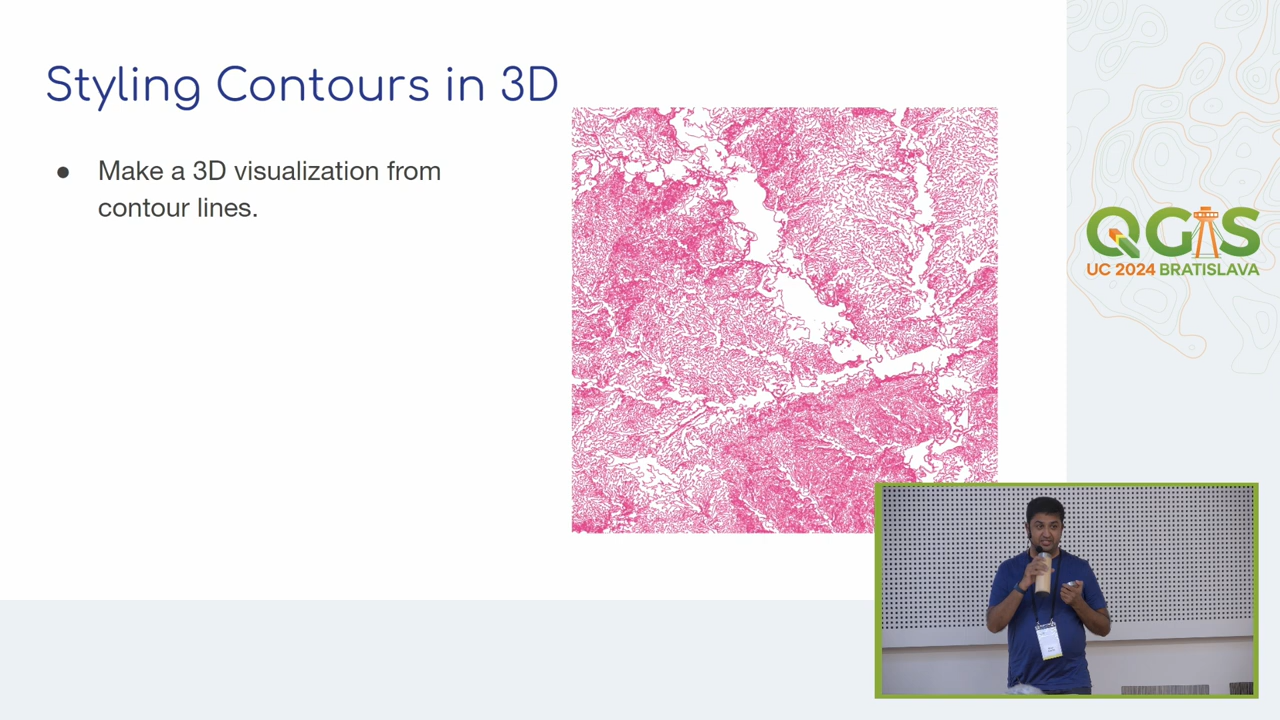 Styling Contours in 3D
● Make a 3D visualization from
contour lines.
QGIS
UC 2024 BRATISLAVA